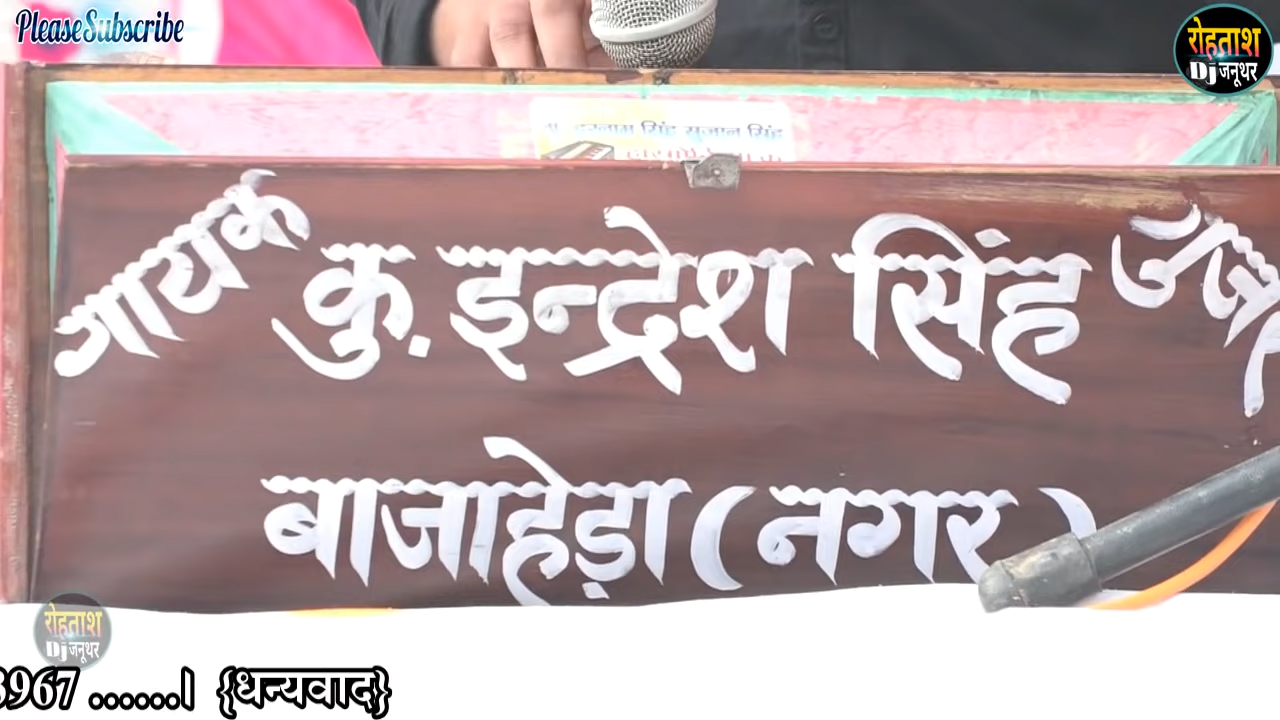 PleaseSubscribe
रोहताश
Dj जनूथर
सिंह सुजान सिंह
गायक कु. इन्द्रेश सिंह
बाजाहेड़ा (नगर)
रोहताश
Dj जनूथर
3967 ......। {धन्यवाद}